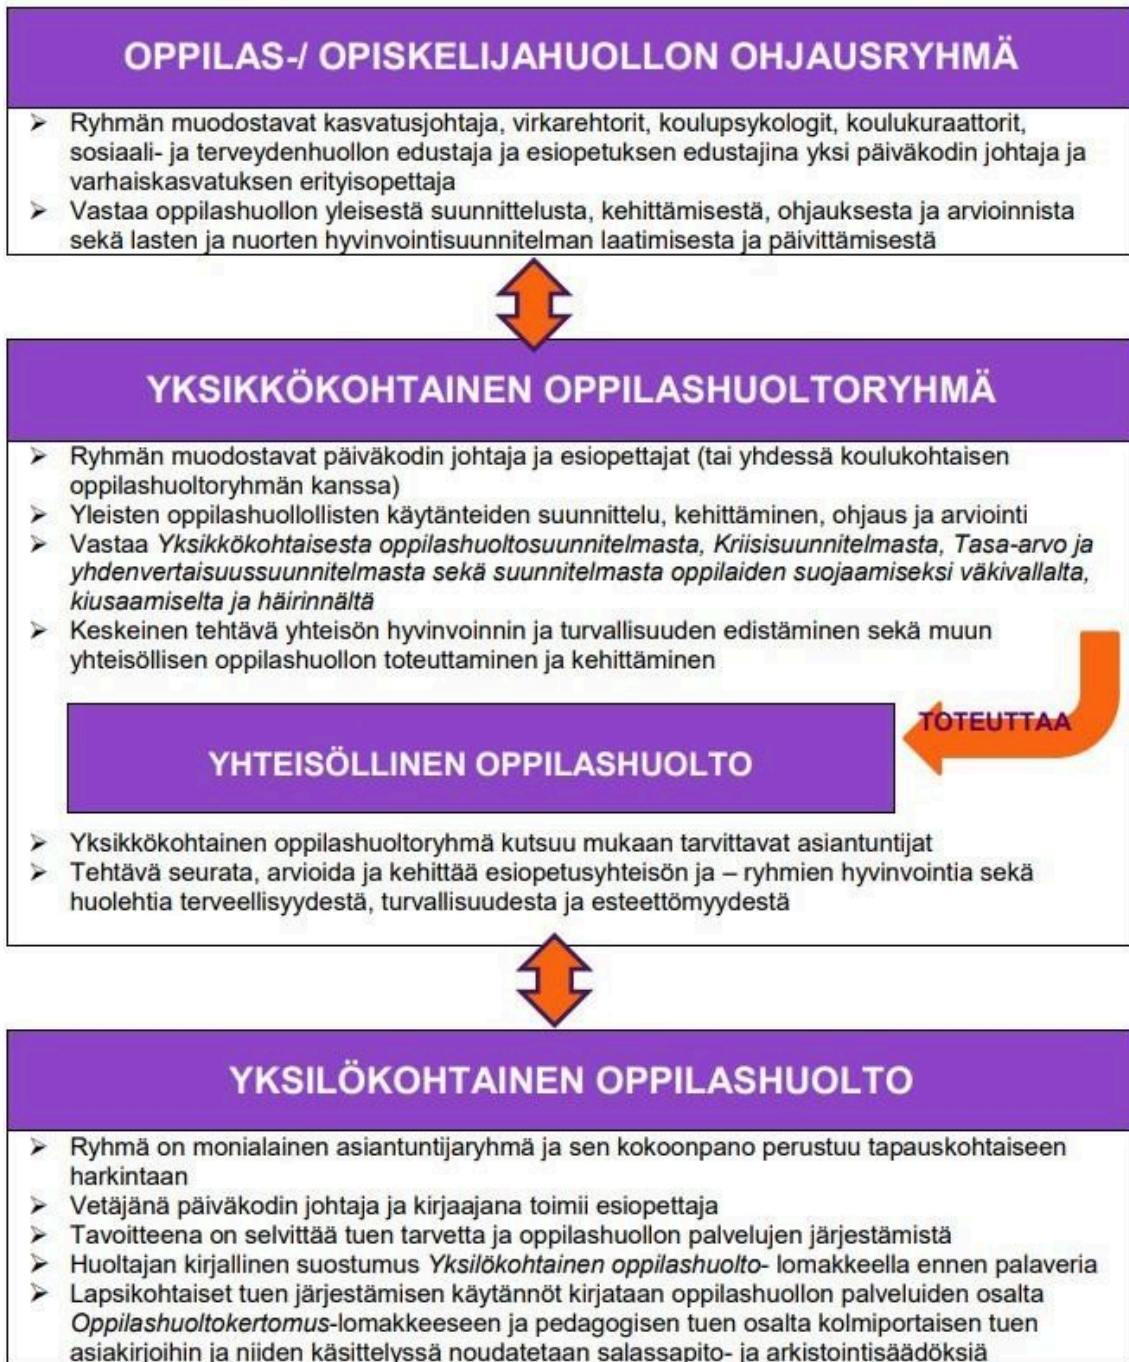 OPPILAS-/ OPISKELIJAHUOLLON OHJAUSRYHMÄ
➢ Ryhmän muodostavat kasvatusjohtaja, virkarehtorit, koulupsykologit, koulukuraattorit,
sosiaali- ja terveydenhuollon edustaja ja esiopetuksen edustajina yksi päiväkodin johtaja ja
varhaiskasvatuksen erityisopettaja
➢ Vastaa oppilashuollon yleisestä suunnittelusta, kehittämisestä, ohjauksesta ja arvioinnista
sekä lasten ja nuorten hyvinvointisuunnitelman laatimisesta ja päivittämisestä
YKSIKKÖKOHTAINEN OPPILASHUOLTORYHMÄ
➢ Ryhmän muodostavat päiväkodin johtaja ja esiopettajat (tai yhdessä koulukohtaisen
oppilashuoltoryhmän kanssa)
➢ Yleisten oppilashuollollisten käytänteiden suunnittelu, kehittäminen, ohjaus ja arviointi
➢ Vastaa Yksikkökohtaisesta oppilashuoltosuunnitelmasta, Kriisisuunnitelmasta, Tasa-arvo ja
yhdenvertaisuussuunnitelmasta sekä suunnitelmasta oppilaiden suojaamiseksi väkivallalta,
kiusaamiselta ja häirinnältä
➢ Keskeinen tehtävä yhteisön hyvinvoinnin ja turvallisuuden edistäminen sekä muun
yhteisöllisen oppilashuollon toteuttaminen ja kehittäminen
TOTEUTTAA
YHTEISÖLLINEN OPPILASHUOLTO
➢ Yksikkökohtainen oppilashuoltoryhmä kutsuu mukaan tarvittavat asiantuntijat
➢ Tehtävä seurata, arvioida ja kehittää esiopetusyhteisön ja – ryhmien hyvinvointia sekä
huolehtia terveellisyydestä, turvallisuudesta ja esteettömyydestä
YKSILÖKOHTAINEN OPPILASHUOLTO
➢ Ryhmä on monialainen asiantuntijaryhmä ja sen kokoonpano perustuu tapauskohtaiseen
harkintaan
➢ Vetäjänä päiväkodin johtaja ja kirjaajana toimii esiopettaja
➢ Tavoitteena on selvittää tuen tarvetta ja oppilashuollon palvelujen järjestämistä
➢ Huoltajan kirjallinen suostumus Yksilökohtainen oppilashuolto- lomakkeella ennen palaveria
➢ Lapsikohtaiset tuen järjestämisen käytännöt kirjataan oppilashuollon palveluiden osalta
Oppilashuoltokertomus-lomakkeeseen ja pedagogisen tuen osalta kolmiportaisen tuen
asiakirjoihin ja niiden käsittelyssä noudatetaan salassapito- ja arkistointisäädöksiä